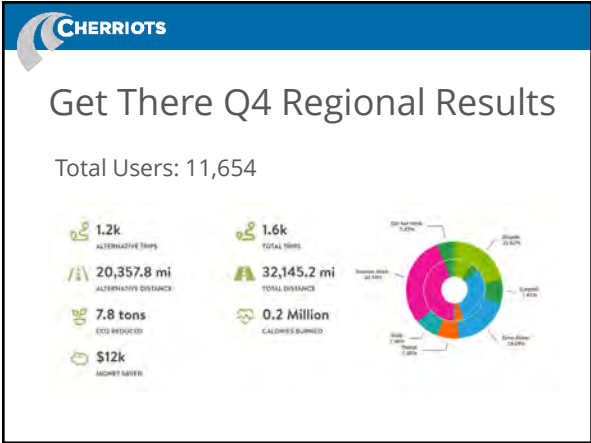 CHERRIOTS
Get There Q4 Regional Results
Total Users: 11,654
1.2k
ALTERNATIVE TRIPS
1.6k
TOTAL TRIPS
20,357.8 mi
ALTERNATIVE DISTANCE
32,145.2 mi
TOTAL DISTANCE
7.8 tons
CO2 REDUCED
0.2 Million
CALORIES BURNED
$12k
MONEY SAVED
Bicycle
Carpool
Drive Alone
Transit
Walk